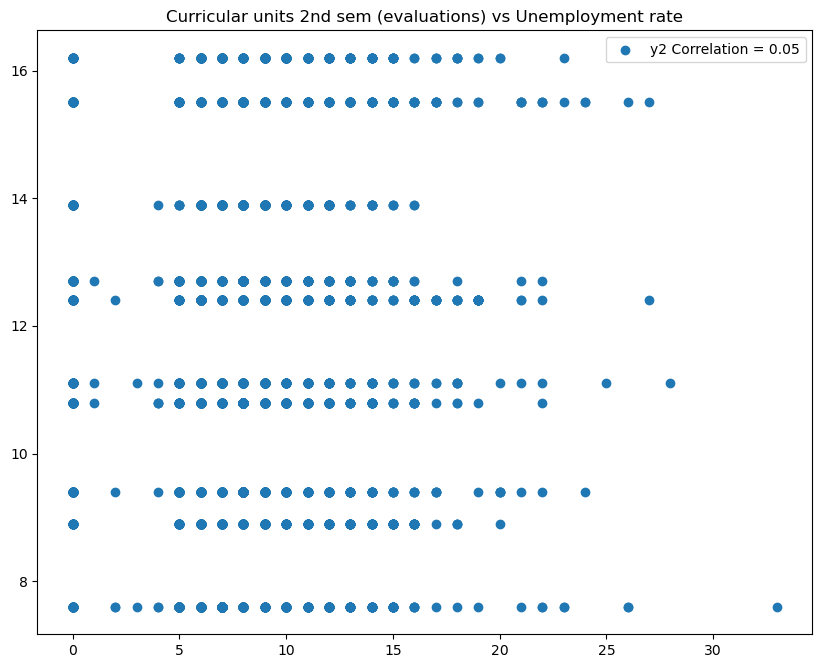 Curricular units 2nd sem (evaluations) vs Unemployment rate
y2 Correlation = 0.05
16
14
12
10
8
0 5 10 15 20 25 30